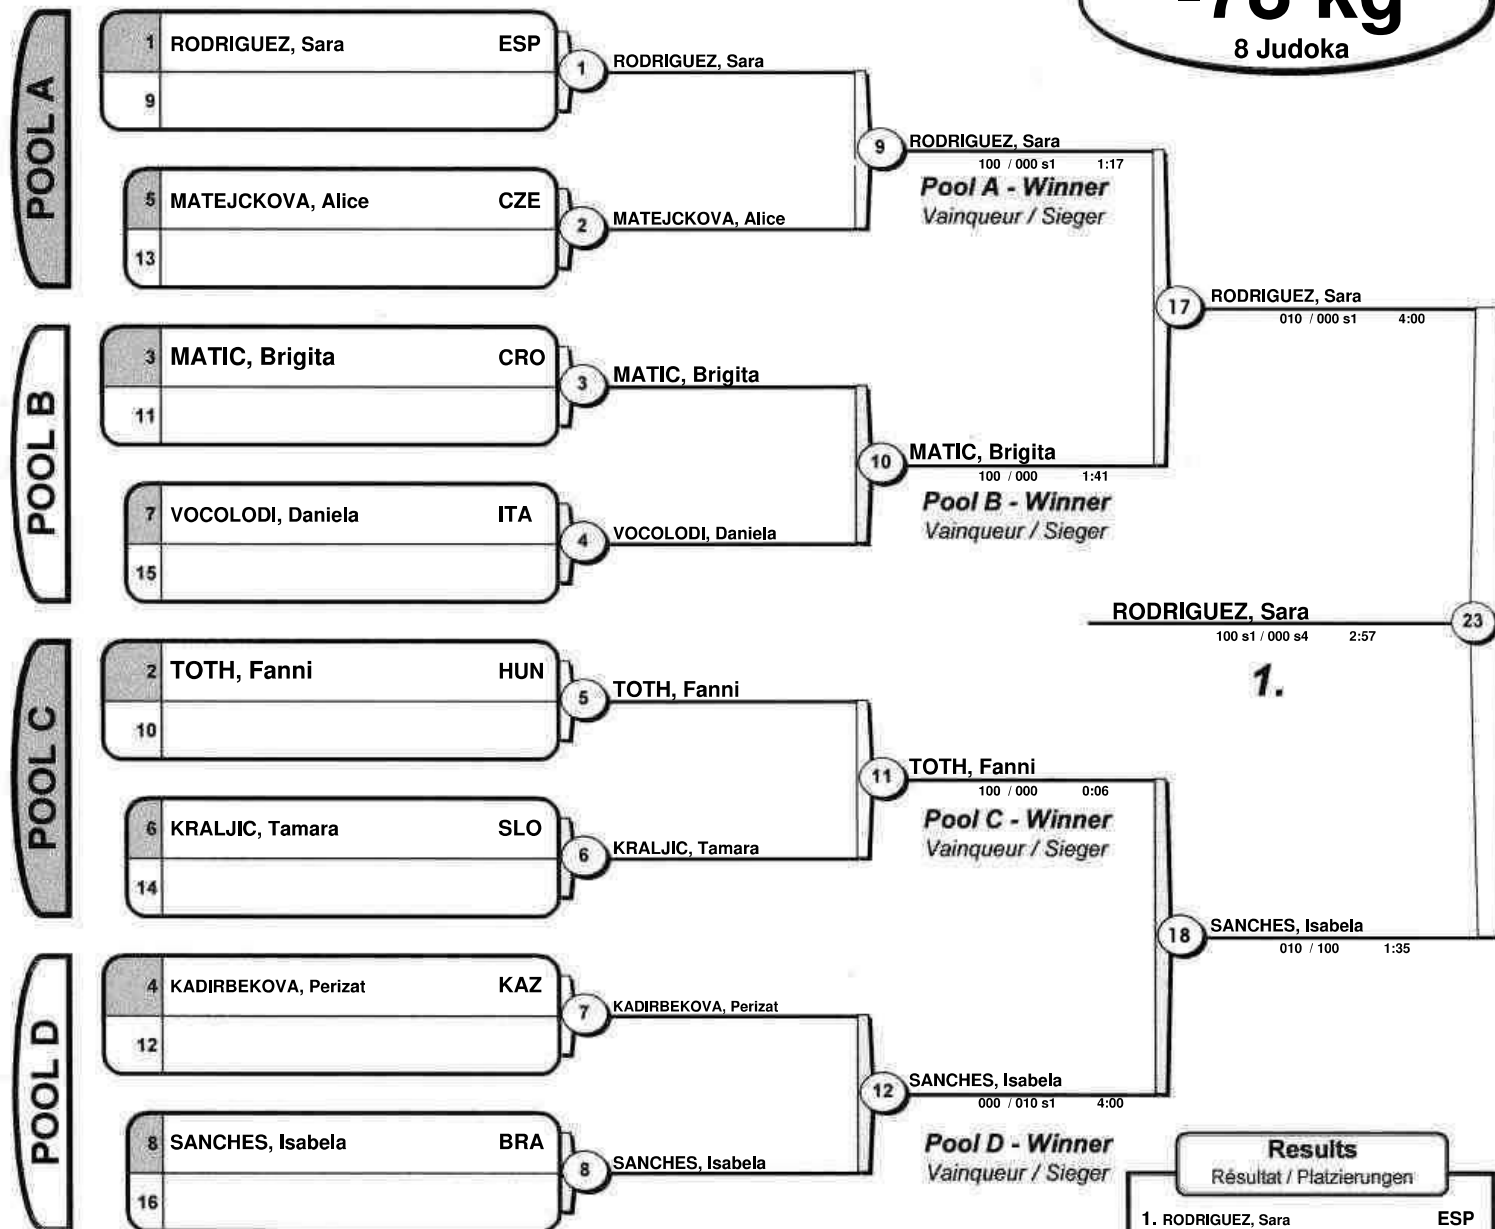 -78 kg
8 Judoka
POOL A
1 RODRIGUEZ, Sara ESP
9
5 MATEJCKOVA, Alice CZE
13
1 RODRIGUEZ, Sara
2 MATEJCKOVA, Alice
9 RODRIGUEZ, Sara
100 / 000 s1 1:17
Pool A - Winner
Vainqueur / Sieger
POOL B
3 MATIC, Brigita CRO
11
7 VOCOLODI, Daniela ITA
15
3 MATIC, Brigita
4 VOCOLODI, Daniela
10 MATIC, Brigita
100 / 000 1:41
Pool B - Winner
Vainqueur / Sieger
17 RODRIGUEZ, Sara
010 / 000 s1 4:00
RODRIGUEZ, Sara 23
100 s1 / 000 s4 2:57
1.
POOL C
2 TOTH, Fanni HUN
10
6 KRALJIC, Tamara SLO
14
5 TOTH, Fanni
6 KRALJIC, Tamara
11 TOTH, Fanni
100 / 000 0:06
Pool C - Winner
Vainqueur / Sieger
POOL D
4 KADIRBEKOVA, Perizat KAZ
12
8 SANCHES, Isabela BRA
16
7 KADIRBEKOVA, Perizat
8 SANCHES, Isabela
12 SANCHES, Isabela
000 / 010 s1 4:00
Pool D - Winner
Vainqueur / Sieger
18 SANCHES, Isabela
010 / 100 1:35
Results
Résultat / Platzierungen
1. RODRIGUEZ, Sara ESP